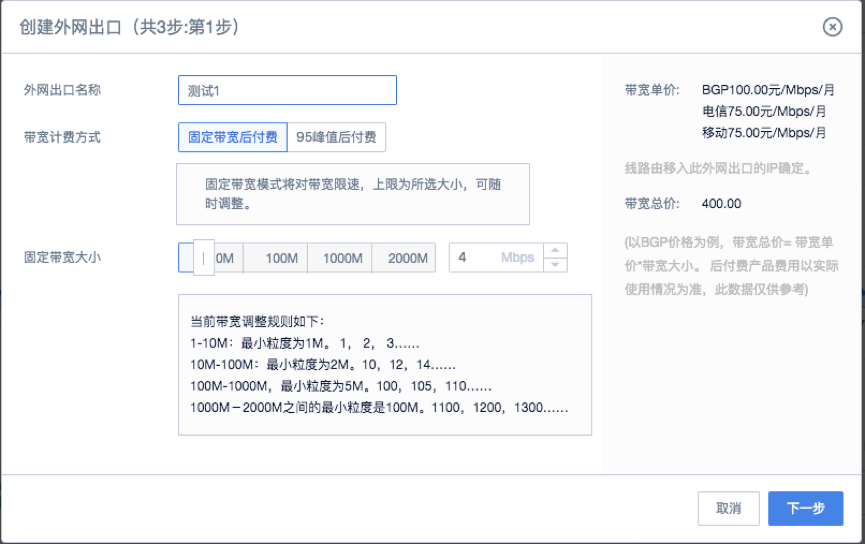 创建外网出口（共3步:第1步）
外网出口名称
测试1
带宽计费方式
固定带宽后付费
95峰值后付费
固定带宽模式将对带宽限速，上限为所选大小，可随
时调整。
固定带宽大小
0M
100M
1000M
2000M
4
Mbps
当前带宽调整规则如下：
1-10M：最小粒度为1M。 1， 2， 3......
10M-100M：最小粒度为2M。10，12，14......
100M-1000M，最小粒度为5M。100，105，110......
1000M－2000M之间的最小粒度是100M。1100，1200，1300......
带宽单价:
BGP100.00元/Mbps/月
电信75.00元/Mbps/月
移动75.00元/Mbps/月
线路由移入此外网出口的IP确定。
带宽总价:
400.00
(以BGP价格为例，带宽总价= 带宽单
价*带宽大小。 后付费产品费用以实际
使用情况为准，此数据仅供参考)
取消
下一步